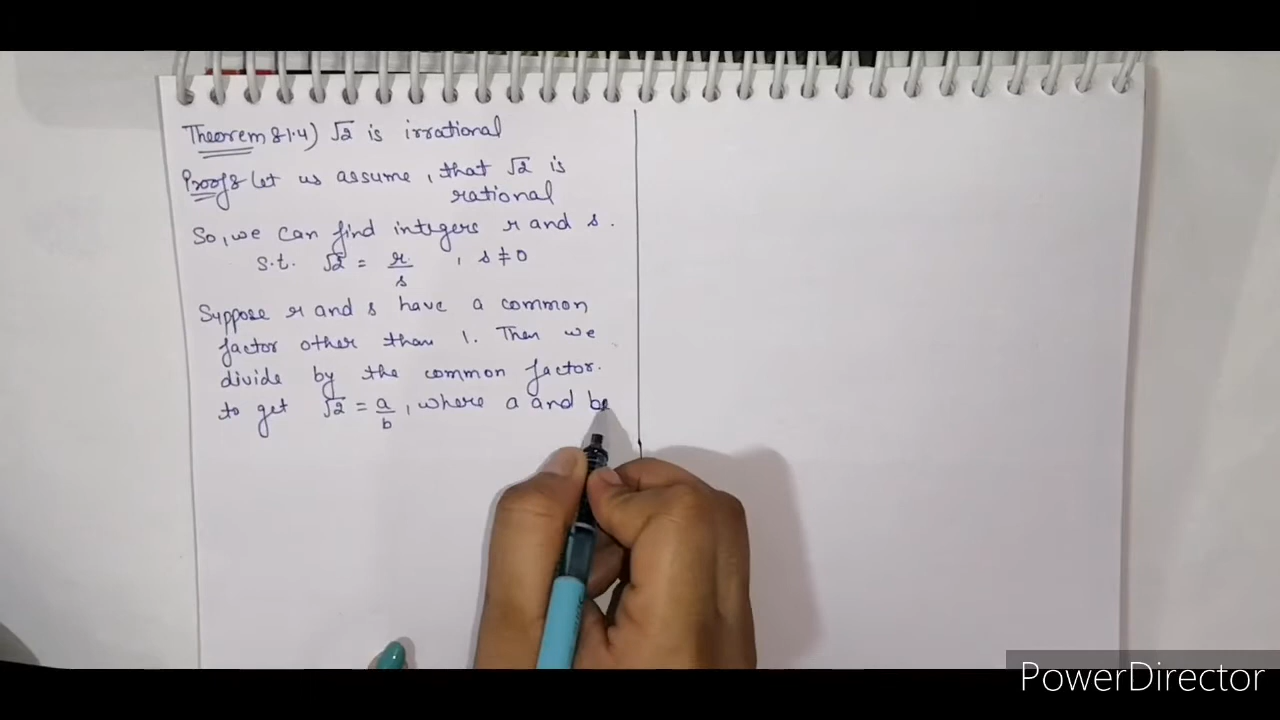 Theorem :1.4) √2 is irrational
Proof: Let us assume, that √2 is
rational
So, we can find integers r and s.
s.t. √2 = r/s , s ≠ 0
Suppose r and s have a common
factor other than 1. Then we
divide by the common factor.
to get √2 = a/b, where a and b
PowerDirector